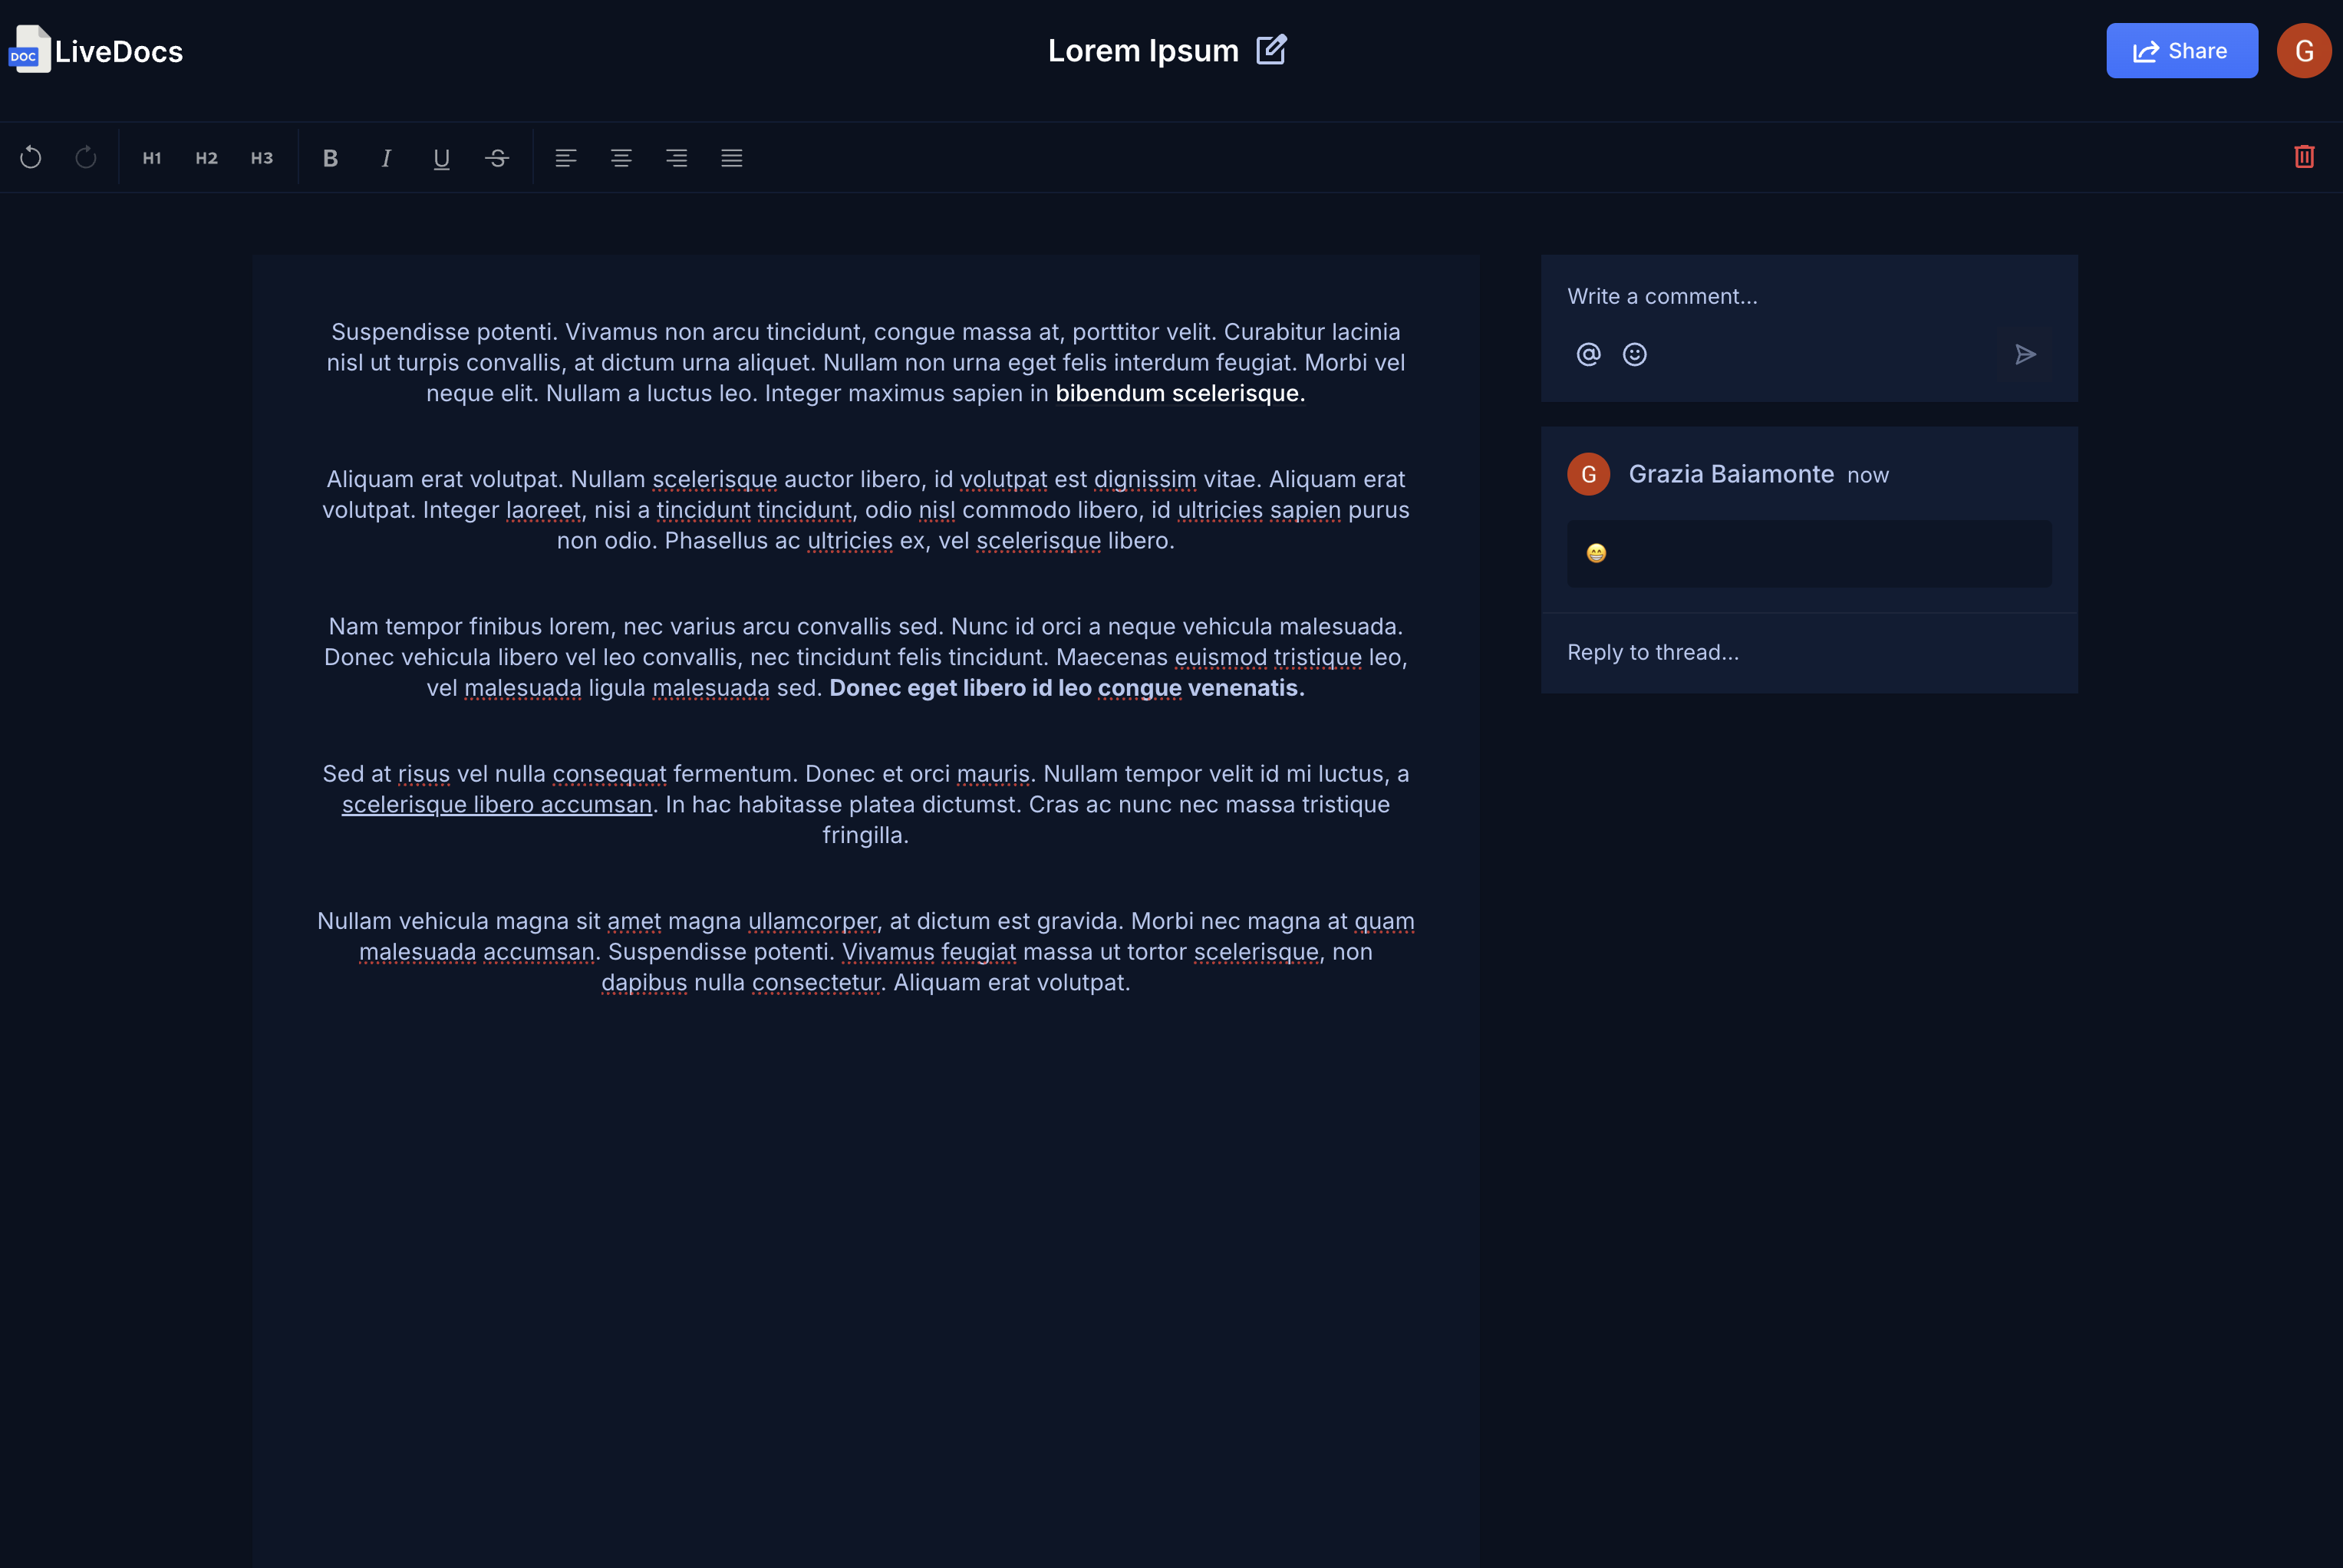 DOC LiveDocs
Lorem Ipsum
Share
G
H1 H2 H3 B I U S
Suspendisse potenti. Vivamus non arcu tincidunt, congue massa at, porttitor velit. Curabitur lacinia
nisl ut turpis convallis, at dictum urna aliquet. Nullam non urna eget felis interdum feugiat. Morbi vel
neque elit. Nullam a luctus leo. Integer maximus sapien in bibendum scelerisque.
Aliquam erat volutpat. Nullam scelerisque auctor libero, id volutpat est dignissim vitae. Aliquam erat
volutpat. Integer laoreet, nisi a tincidunt tincidunt, odio nisl commodo libero, id ultricies sapien purus
non odio. Phasellus ac ultricies ex, vel scelerisque libero.
Nam tempor finibus lorem, nec varius arcu convallis sed. Nunc id orci a neque vehicula malesuada.
Donec vehicula libero vel leo convallis, nec tincidunt felis tincidunt. Maecenas euismod tristique leo,
vel malesuada ligula malesuada sed. Donec eget libero id leo congue venenatis.
Sed at risus vel nulla consequat fermentum. Donec et orci mauris. Nullam tempor velit id mi luctus, a
scelerisque libero accumsan. In hac habitasse platea dictumst. Cras ac nunc nec massa tristique
fringilla.
Nullam vehicula magna sit amet magna ullamcorper, at dictum est gravida. Morbi nec magna at quam
malesuada accumsan. Suspendisse potenti. Vivamus feugiat massa ut tortor scelerisque, non
dapibus nulla consectetur. Aliquam erat volutpat.
Write a comment…
@
G Grazia Baiamonte now
😁
Reply to thread…